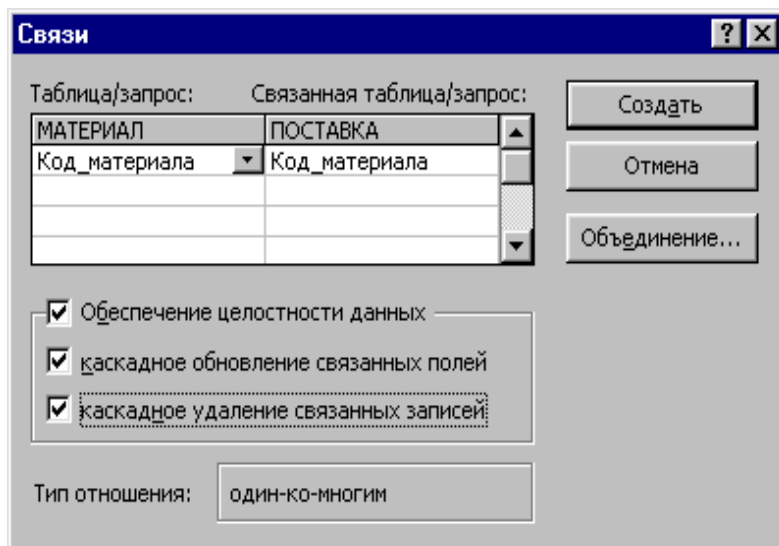 Связи
Таблица/запрос: Связанная таблица/запрос:
МАТЕРИАЛ ПОСТАВКА
Код_материала Код_материала
Создать
Отмена
Объединение...
Обеспечение целостности данных
каскадное обновление связанных полей
каскадное удаление связанных записей
Тип отношения: один-ко-многим